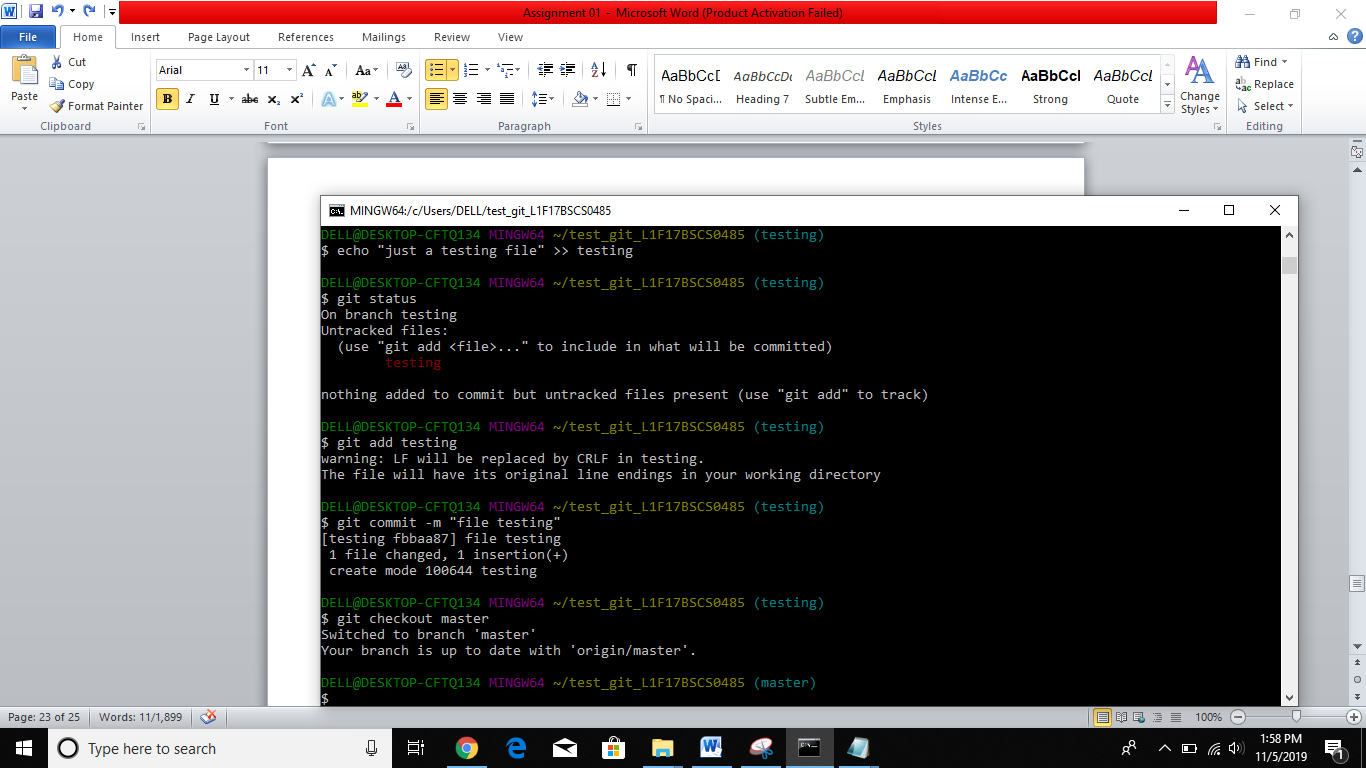 Assignment 01 - Microsoft Word (Product Activation Failed)
File Home Insert Page Layout References Mailings Review View
Paste
Cut
Copy
Format Painter
Clipboard
Arial 11
Font
Paragraph
AaBbCcI AaBbCcDc AaBbCcL AaBbCcL AaBbCc AaBbCcI AaBbCcL
¶ No Spaci... Heading 7 Subtle Em... Emphasis Intense E... Strong Quote
Change
Styles
Styles
Find
Replace
Select
Editing
MINGW64:/c/Users/DELL/test_git_L1F17BSCS0485
DELL@DESKTOP-CFTQ134 MINGW64 ~/test_git_L1F17BSCS0485 (testing)
$ echo "just a testing file" >> testing
DELL@DESKTOP-CFTQ134 MINGW64 ~/test_git_L1F17BSCS0485 (testing)
$ git status
On branch testing
Untracked files:
(use "git add <file>..." to include in what will be committed)
testing
nothing added to commit but untracked files present (use "git add" to track)
DELL@DESKTOP-CFTQ134 MINGW64 ~/test_git_L1F17BSCS0485 (testing)
$ git add testing
warning: LF will be replaced by CRLF in testing.
The file will have its original line endings in your working directory
DELL@DESKTOP-CFTQ134 MINGW64 ~/test_git_L1F17BSCS0485 (testing)
$ git commit -m "file testing"
[testing fbbaa87] file testing
1 file changed, 1 insertion(+)
create mode 100644 testing
DELL@DESKTOP-CFTQ134 MINGW64 ~/test_git_L1F17BSCS0485 (testing)
$ git checkout master
Switched to branch 'master'
Your branch is up to date with 'origin/master'.
DELL@DESKTOP-CFTQ134 MINGW64 ~/test_git_L1F17BSCS0485 (master)
$
Page: 23 of 25 Words: 11/1,899 100%
Type here to search
1:58 PM
11/5/2019
1